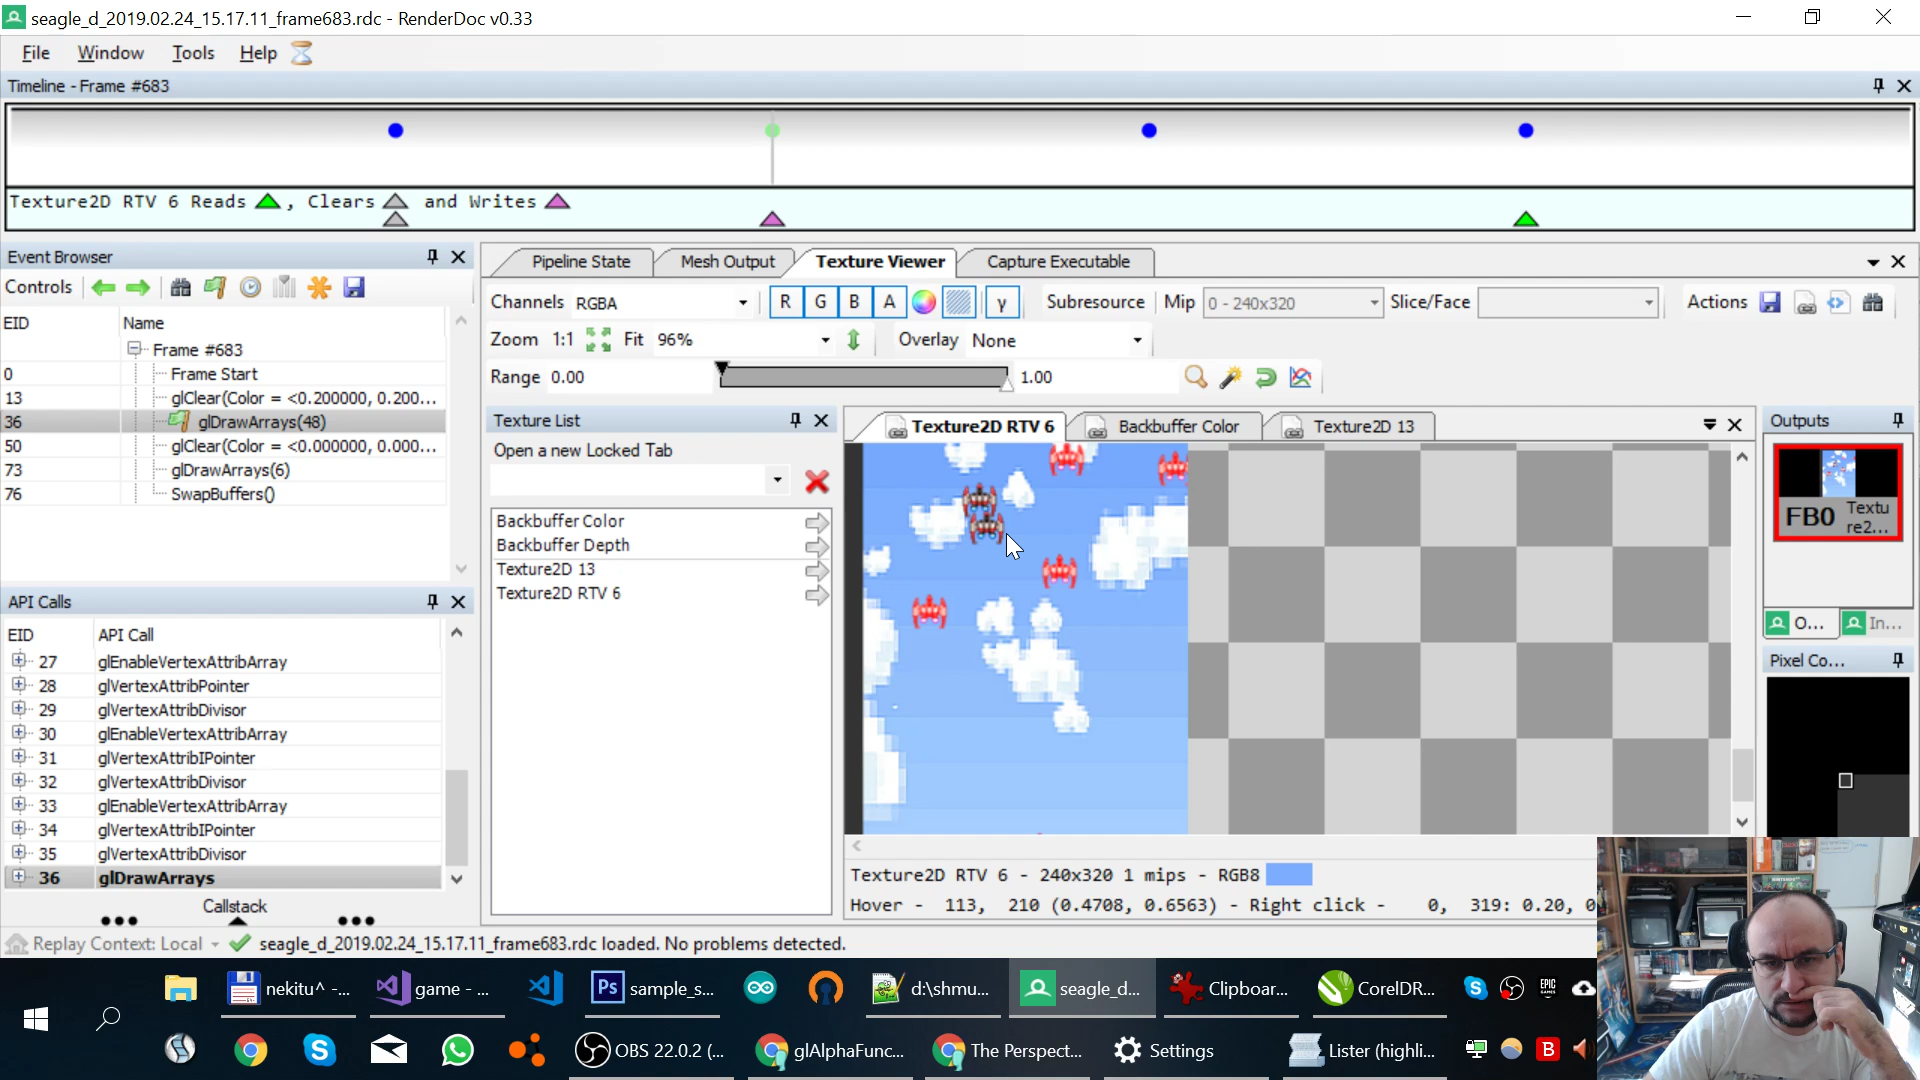 seagle_d_2019.02.24_15.17.11_frame683.rdc - RenderDoc v0.33
File Window Tools Help
Timeline - Frame #683
Texture2D RTV 6 Reads , Clears and Writes
Event Browser
Controls
EID Name
Frame #683
0 Frame Start
13 glClear(Color = <0.200000, 0.200...
36 glDrawArrays(48)
50 glClear(Color = <0.000000, 0.000...
73 glDrawArrays(6)
76 SwapBuffers()
API Calls
EID API Call
27 glEnableVertexAttribArray
28 glVertexAttribPointer
29 glVertexAttribDivisor
30 glEnableVertexAttribArray
31 glVertexAttribIPointer
32 glVertexAttribDivisor
33 glEnableVertexAttribArray
34 glVertexAttribIPointer
35 glVertexAttribDivisor
36 glDrawArrays
Callstack
Pipeline State Mesh Output Texture Viewer Capture Executable
Channels RGBA R G B A γ Subresource Mip 0 - 240x320 Slice/Face Actions
Zoom 1:1 Fit 96% Overlay None
Range 0.00 1.00
Texture List
Open a new Locked Tab
Backbuffer Color
Backbuffer Depth
Texture2D 13
Texture2D RTV 6
Texture2D RTV 6 Backbuffer Color Texture2D 13
Texture2D RTV 6 - 240x320 1 mips - RGB8
Hover - 113, 210 (0.4708, 0.6563) - Right click - 0, 319: 0.20, 0
Outputs
FB0 Textu
re2...
O... In...
Pixel Co...
Replay Context: Local seagle_d_2019.02.24_15.17.11_frame683.rdc loaded. No problems detected.
nekitu^ -... game - ... Ps sample_s... d:\shmu... seagle_d... Clipboar... CorelDR... EPIC GAMES
OBS 22.0.2 (... glAlphaFunc... The Perspect... Settings Lister (highli... B